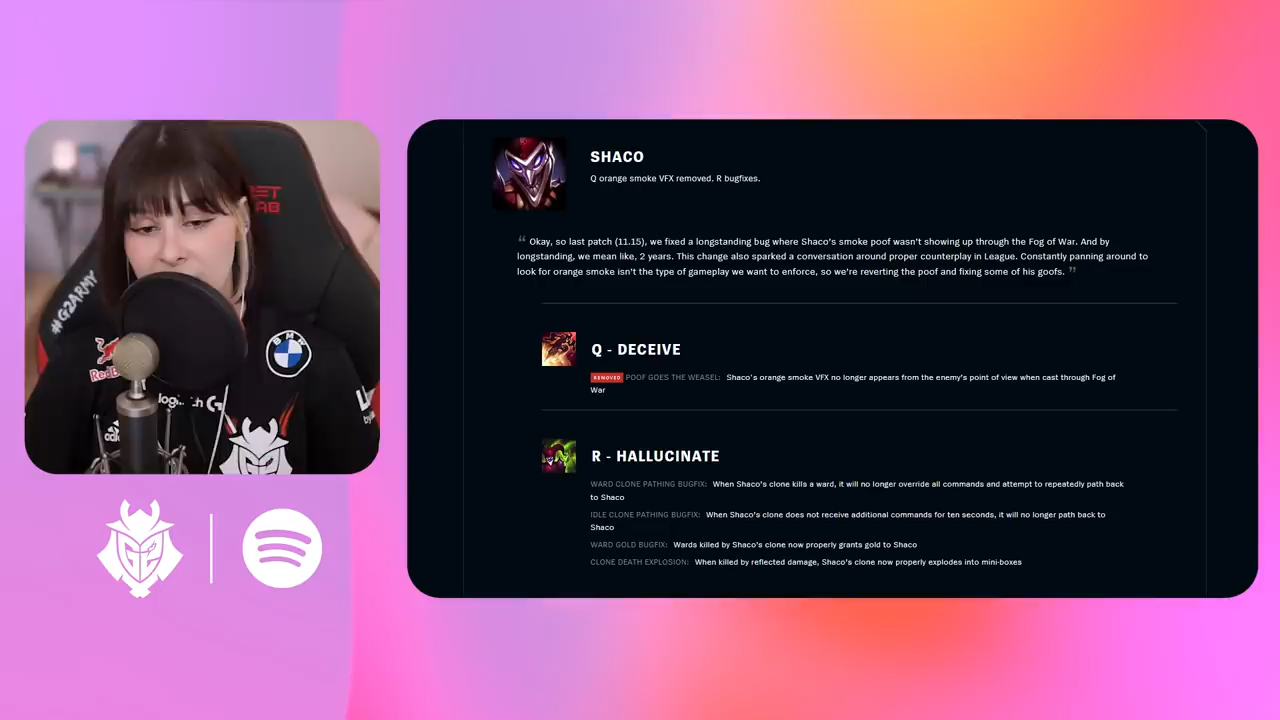 #G2ARMY
RedB
logi
G
adi
BMW
SHACO
Q orange smoke VFX removed. R bugfixes.
“ Okay, so last patch (11.15), we fixed a longstanding bug where Shaco's smoke poof wasn't showing up through the Fog of War. And by
longstanding, we mean like, 2 years. This change also sparked a conversation around proper counterplay in League. Constantly panning around to
look for orange smoke isn't the type of gameplay we want to enforce, so we're reverting the poof and fixing some of his goofs. ”
Q - DECEIVE
REMOVED POOF GOES THE WEASEL: Shaco's orange smoke VFX no longer appears from the enemy's point of view when cast through Fog of
War
R - HALLUCINATE
WARD CLONE PATHING BUGFIX: When Shaco's clone kills a ward, it will no longer override all commands and attempt to repeatedly path back
to Shaco
IDLE CLONE PATHING BUGFIX: When Shaco's clone does not receive additional commands for ten seconds, it will no longer path back to
Shaco
WARD GOLD BUGFIX: Wards killed by Shaco's clone now properly grants gold to Shaco
CLONE DEATH EXPLOSION: When killed by reflected damage, Shaco's clone now properly explodes into mini-boxes